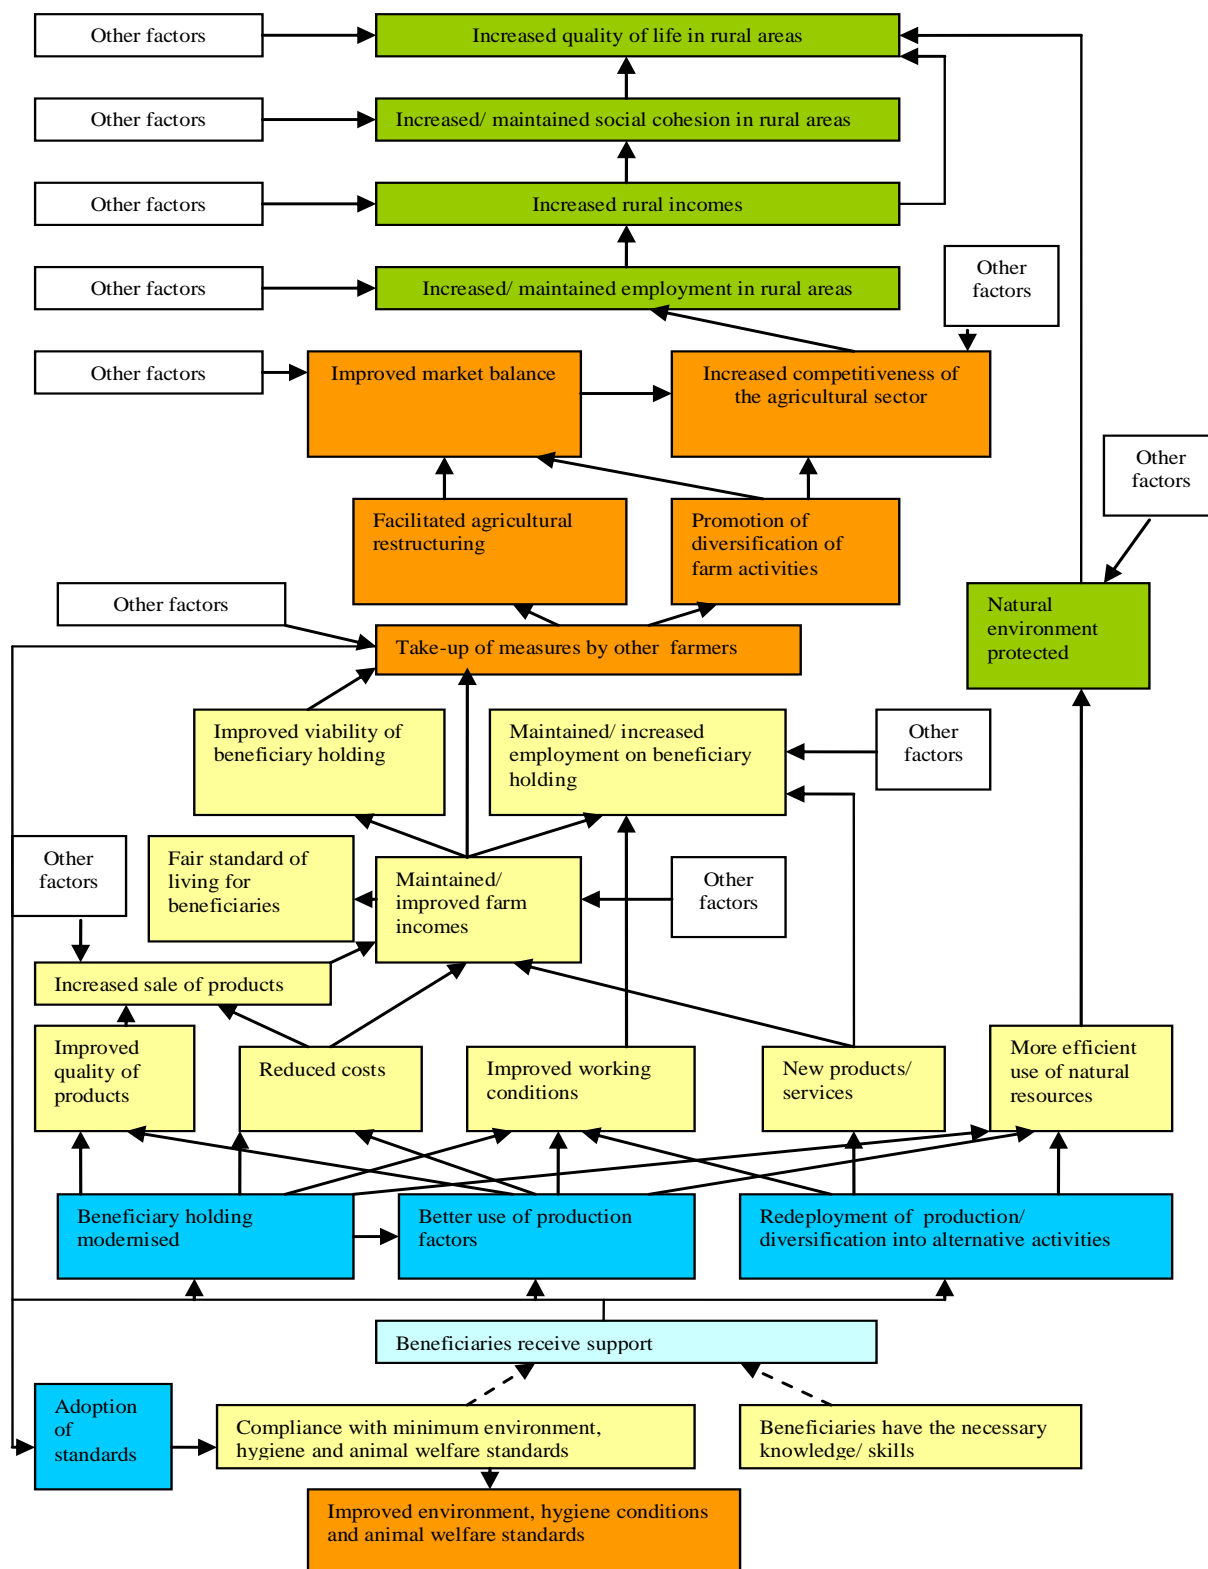 Other factors
Increased quality of life in rural areas
Other factors
Increased/ maintained social cohesion in rural areas
Other factors
Increased rural incomes
Other
factors
Other factors
Increased/ maintained employment in rural areas
Other factors
Improved market balance
Increased competitiveness of
the agricultural sector
Other
factors
Facilitated agricultural
restructuring
Promotion of
diversification of
farm activities
Other factors
Natural
environment
protected
Take-up of measures by other farmers
Improved viability of
beneficiary holding
Maintained/ increased
employment on beneficiary
holding
Other
factors
Other
factors
Fair standard of
living for
beneficiaries
Maintained/
improved farm
incomes
Other
factors
Increased sale of products
Improved
quality of
products
Reduced costs
Improved working
conditions
New products/
services
More efficient
use of natural
resources
Beneficiary holding
modernised
Better use of production
factors
Redeployment of production/
diversification into alternative activities
Beneficiaries receive support
Adoption
of
standards
Compliance with minimum environment,
hygiene and animal welfare standards
Beneficiaries have the necessary
knowledge/ skills
Improved environment, hygiene conditions
and animal welfare standards